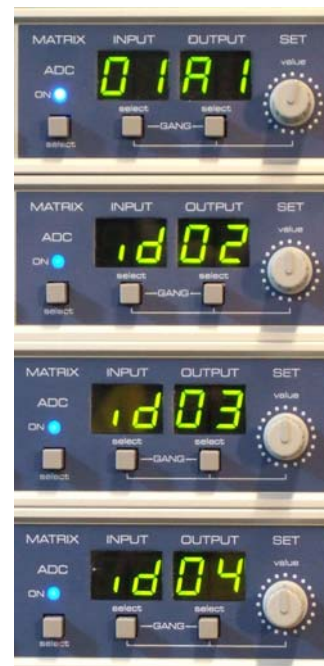 MATRIX INPUT OUTPUT SET
value
ADC
01 A1
ON
select select
GANG
select
MATRIX INPUT OUTPUT SET
value
ADC
id 02
ON
select select
GANG
select
MATRIX INPUT OUTPUT SET
value
ADC
id 03
ON
select select
GANG
select
MATRIX INPUT OUTPUT SET
value
ADC
id 04
ON
select select
GANG
select